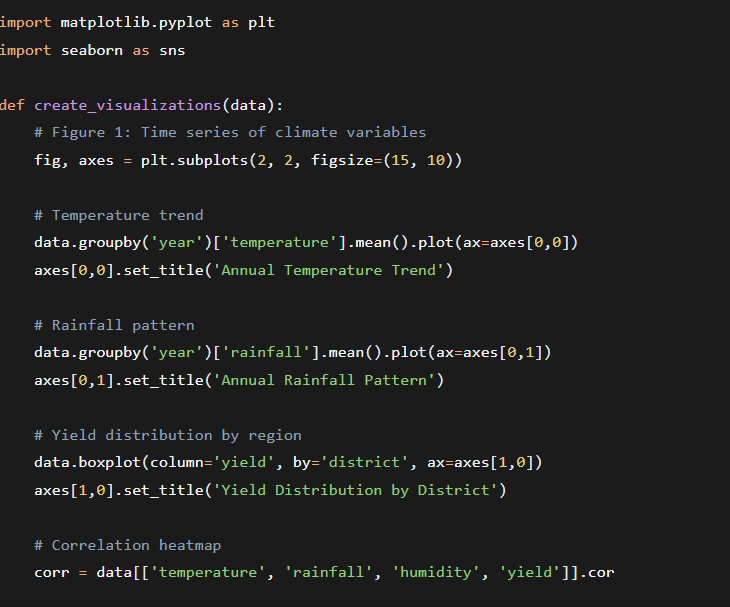 import matplotlib.pyplot as plt
import seaborn as sns
def create_visualizations(data):
# Figure 1: Time series of climate variables
fig, axes = plt.subplots(2, 2, figsize=(15, 10))
# Temperature trend
data.groupby('year')['temperature'].mean().plot(ax=axes[0,0])
axes[0,0].set_title('Annual Temperature Trend')
# Rainfall pattern
data.groupby('year')['rainfall'].mean().plot(ax=axes[0,1])
axes[0,1].set_title('Annual Rainfall Pattern')
# Yield distribution by region
data.boxplot(column='yield', by='district', ax=axes[1,0])
axes[1,0].set_title('Yield Distribution by District')
# Correlation heatmap
corr = data[['temperature', 'rainfall', 'humidity', 'yield']].cor